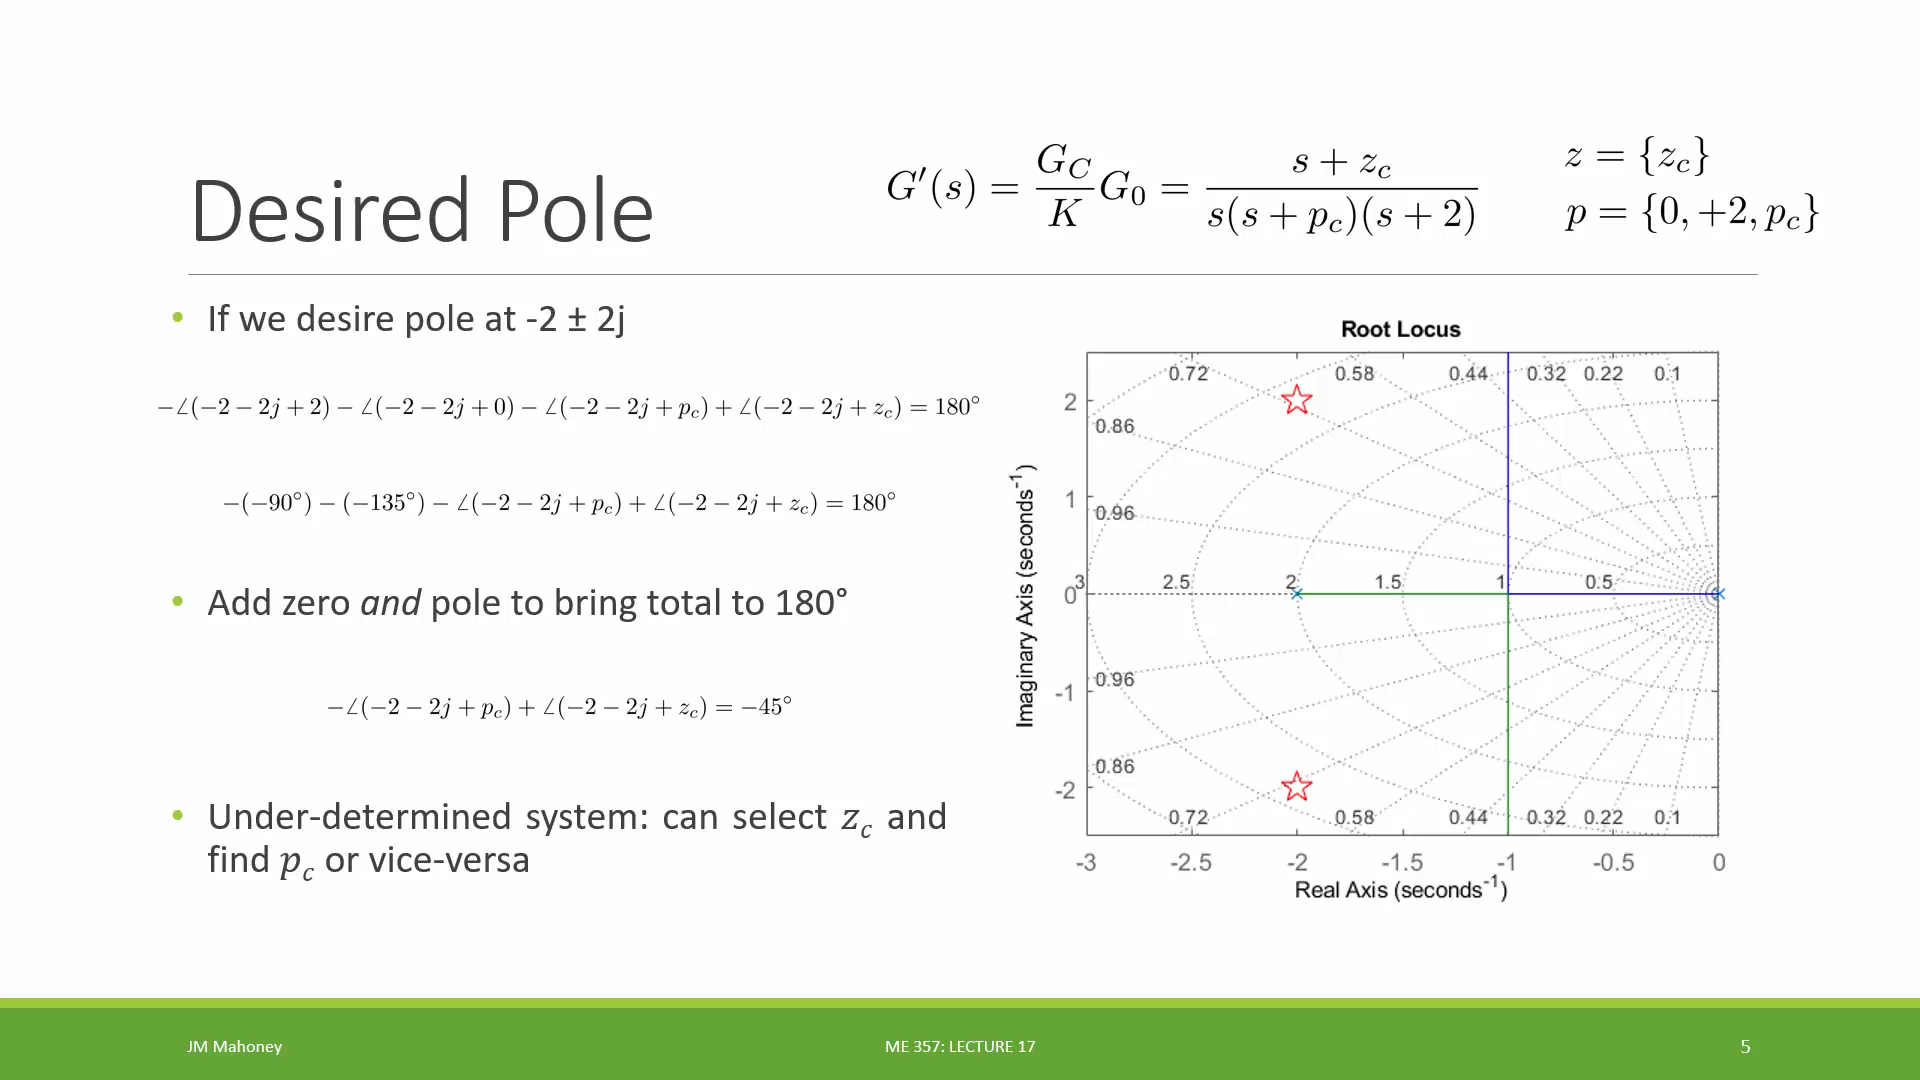 Desired Pole
G′(s) = G_C/K G_0 = (s + z_c)/(s(s + p_c)(s + 2))
z = {z_c}
p = {0, +2, p_c}
• If we desire pole at -2 ± 2j
−∠(−2 − 2j + 2) − ∠(−2 − 2j + 0) − ∠(−2 − 2j + p_c) + ∠(−2 − 2j + z_c) = 180°
−(−90°) − (−135°) − ∠(−2 − 2j + p_c) + ∠(−2 − 2j + z_c) = 180°
• Add zero and pole to bring total to 180°
−∠(−2 − 2j + p_c) + ∠(−2 − 2j + z_c) = −45°
• Under-determined system: can select z_c and
find p_c or vice-versa
Root Locus
0.72 0.58 0.44 0.32 0.22 0.1
2
0.86
1
0.96
3 2.5 2 1.5 1 0.5
0
0.96
-1
0.86
-2
0.72 0.58 0.44 0.32 0.22 0.1
-3 -2.5 -2 -1.5 -1 -0.5 0
Real Axis (seconds^-1)
Imaginary Axis (seconds^-1)
JM Mahoney
ME 357: LECTURE 17
5